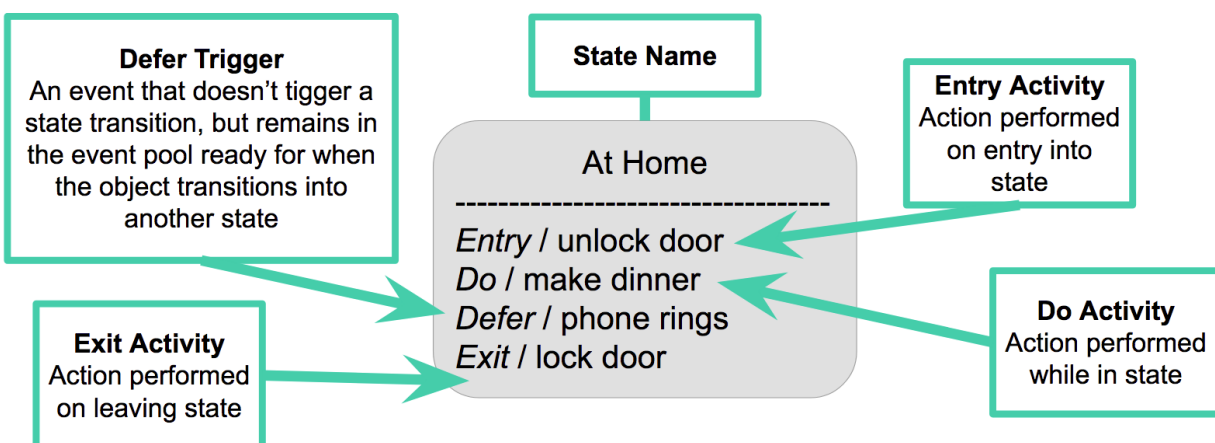 Defer Trigger
An event that doesn’t tigger a
state transition, but remains in
the event pool ready for when
the object transitions into
another state
State Name
Entry Activity
Action performed
on entry into
state
At Home
-----------------------------------
Entry / unlock door
Do / make dinner
Defer / phone rings
Exit / lock door
Exit Activity
Action performed
on leaving state
Do Activity
Action performed
while in state